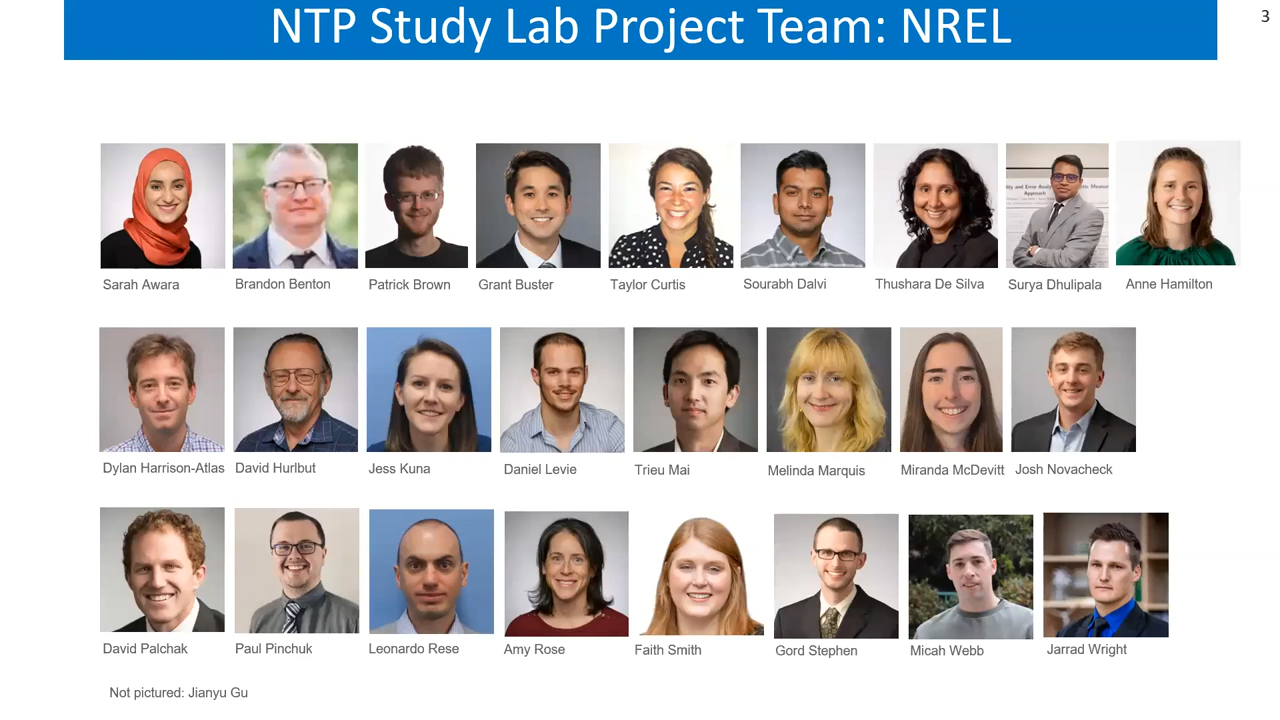 NTP Study Lab Project Team: NREL
3
Sarah Awara
Brandon Benton
Patrick Brown
Grant Buster
Taylor Curtis
Sourabh Dalvi
Thushara De Silva
Surya Dhulipala
Anne Hamilton
Dylan Harrison-Atlas
David Hurlbut
Jess Kuna
Daniel Levie
Trieu Mai
Melinda Marquis
Miranda McDevitt
Josh Novacheck
David Palchak
Paul Pinchuk
Leonardo Rese
Amy Rose
Faith Smith
Gord Stephen
Micah Webb
Jarrad Wright
Not pictured: Jianyu Gu